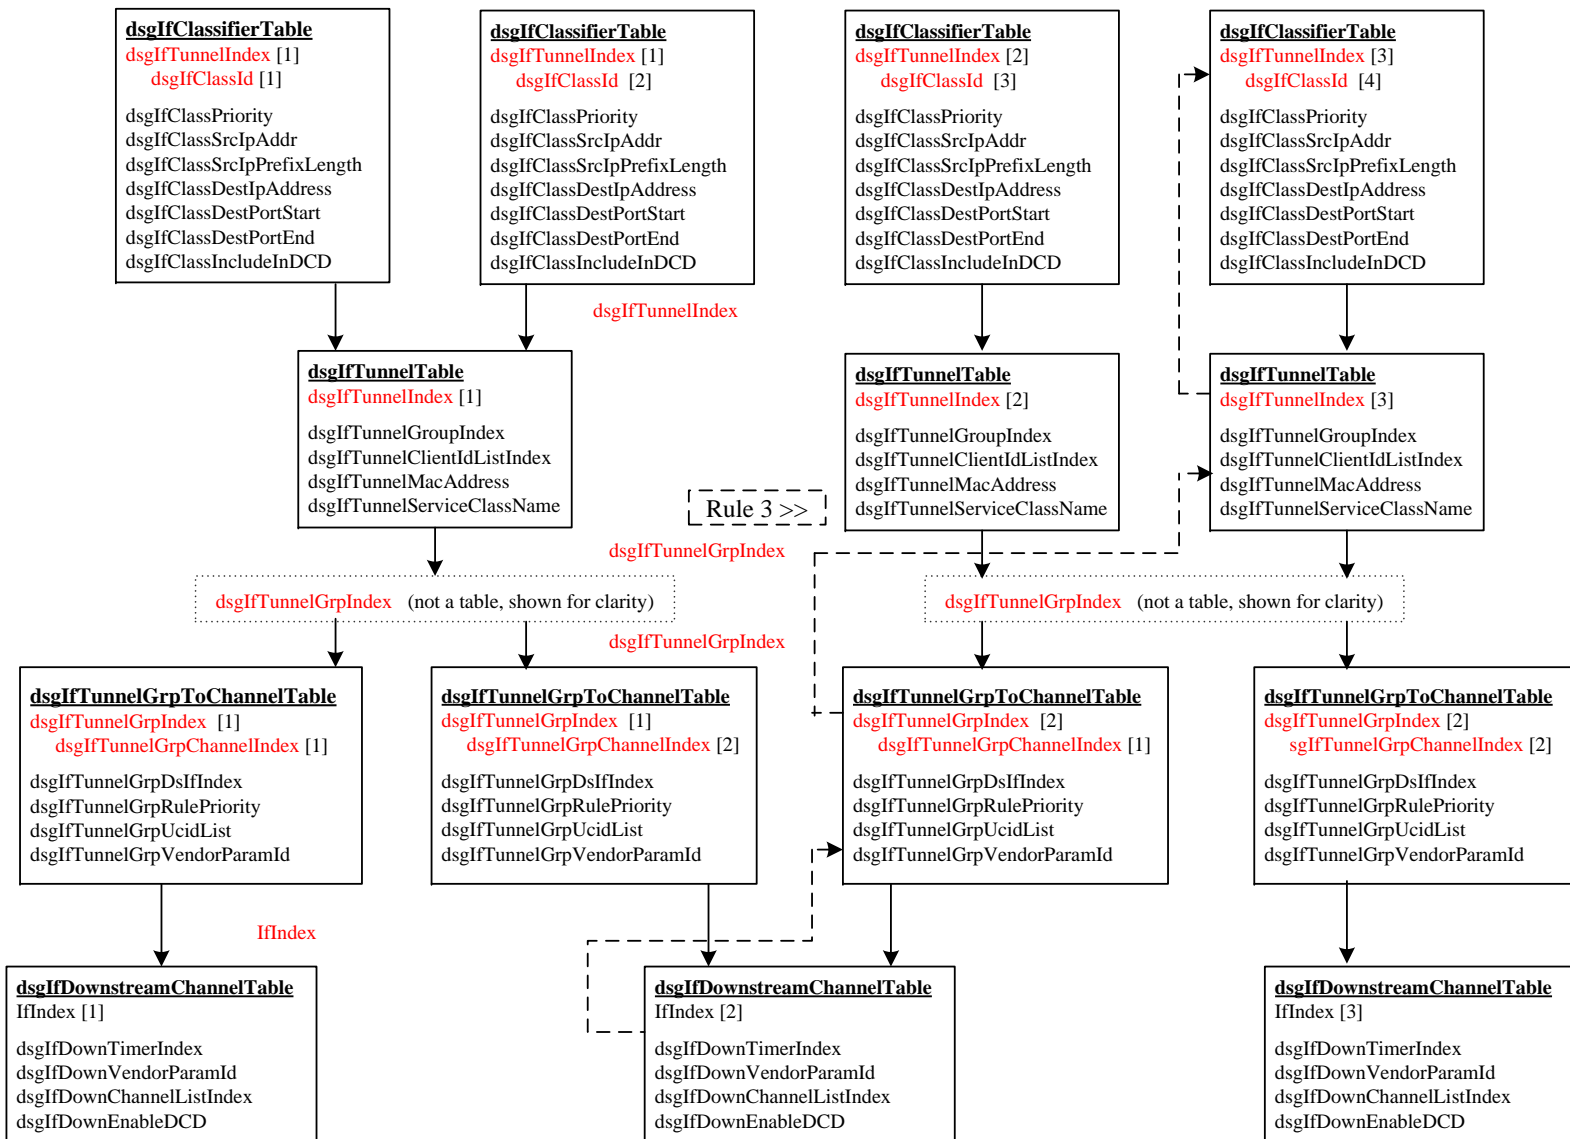 dsgIfClassifierTable
dsgIfTunnelIndex [1]
dsgIfClassId [1]
dsgIfClassPriority
dsgIfClassSrcIpAddr
dsgIfClassSrcIpPrefixLength
dsgIfClassDestIpAddress
dsgIfClassDestPortStart
dsgIfClassDestPortEnd
dsgIfClassIncludeInDCD
dsgIfClassifierTable
dsgIfTunnelIndex [1]
dsgIfClassId [2]
dsgIfClassPriority
dsgIfClassSrcIpAddr
dsgIfClassSrcIpPrefixLength
dsgIfClassDestIpAddress
dsgIfClassDestPortStart
dsgIfClassDestPortEnd
dsgIfClassIncludeInDCD
dsgIfClassifierTable
dsgIfTunnelIndex [2]
dsgIfClassId [3]
dsgIfClassPriority
dsgIfClassSrcIpAddr
dsgIfClassSrcIpPrefixLength
dsgIfClassDestIpAddress
dsgIfClassDestPortStart
dsgIfClassDestPortEnd
dsgIfClassIncludeInDCD
dsgIfClassifierTable
dsgIfTunnelIndex [3]
dsgIfClassId [4]
dsgIfClassPriority
dsgIfClassSrcIpAddr
dsgIfClassSrcIpPrefixLength
dsgIfClassDestIpAddress
dsgIfClassDestPortStart
dsgIfClassDestPortEnd
dsgIfClassIncludeInDCD
dsgIfTunnelIndex
dsgIfTunnelTable
dsgIfTunnelIndex [1]
dsgIfTunnelGroupIndex
dsgIfTunnelClientIdListIndex
dsgIfTunnelMacAddress
dsgIfTunnelServiceClassName
dsgIfTunnelTable
dsgIfTunnelIndex [2]
dsgIfTunnelGroupIndex
dsgIfTunnelClientIdListIndex
dsgIfTunnelMacAddress
dsgIfTunnelServiceClassName
dsgIfTunnelTable
dsgIfTunnelIndex [3]
dsgIfTunnelGroupIndex
dsgIfTunnelClientIdListIndex
dsgIfTunnelMacAddress
dsgIfTunnelServiceClassName
Rule 3 >>
dsgIfTunnelGrpIndex
dsgIfTunnelGrpIndex (not a table, shown for clarity)
dsgIfTunnelGrpIndex (not a table, shown for clarity)
dsgIfTunnelGrpIndex
dsgIfTunnelGrpToChannelTable
dsgIfTunnelGrpIndex [1]
dsgIfTunnelGrpChannelIndex [1]
dsgIfTunnelGrpDsIfIndex
dsgIfTunnelGrpRulePriority
dsgIfTunnelGrpUcidList
dsgIfTunnelGrpVendorParamId
dsgIfTunnelGrpToChannelTable
dsgIfTunnelGrpIndex [1]
dsgIfTunnelGrpChannelIndex [2]
dsgIfTunnelGrpDsIfIndex
dsgIfTunnelGrpRulePriority
dsgIfTunnelGrpUcidList
dsgIfTunnelGrpVendorParamId
dsgIfTunnelGrpToChannelTable
dsgIfTunnelGrpIndex [2]
dsgIfTunnelGrpChannelIndex [1]
dsgIfTunnelGrpDsIfIndex
dsgIfTunnelGrpRulePriority
dsgIfTunnelGrpUcidList
dsgIfTunnelGrpVendorParamId
dsgIfTunnelGrpToChannelTable
dsgIfTunnelGrpIndex [2]
sgIfTunnelGrpChannelIndex [2]
dsgIfTunnelGrpDsIfIndex
dsgIfTunnelGrpRulePriority
dsgIfTunnelGrpUcidList
dsgIfTunnelGrpVendorParamId
IfIndex
dsgIfDownstreamChannelTable
IfIndex [1]
dsgIfDownTimerIndex
dsgIfDownVendorParamId
dsgIfDownChannelListIndex
dsgIfDownEnableDCD
dsgIfDownstreamChannelTable
IfIndex [2]
dsgIfDownTimerIndex
dsgIfDownVendorParamId
dsgIfDownChannelListIndex
dsgIfDownEnableDCD
dsgIfDownstreamChannelTable
IfIndex [3]
dsgIfDownTimerIndex
dsgIfDownVendorParamId
dsgIfDownChannelListIndex
dsgIfDownEnableDCD